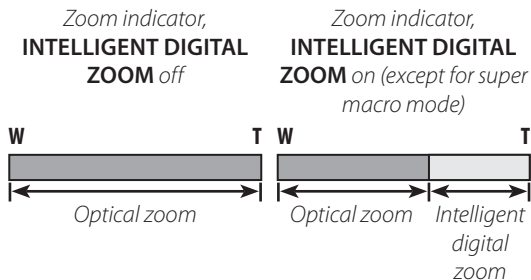 Zoom indicator,
INTELLIGENT DIGITAL
ZOOM off
W T
Optical zoom
Zoom indicator,
INTELLIGENT DIGITAL
ZOOM on (except for super
macro mode)
W T
Optical zoom
Intelligent
digital
zoom